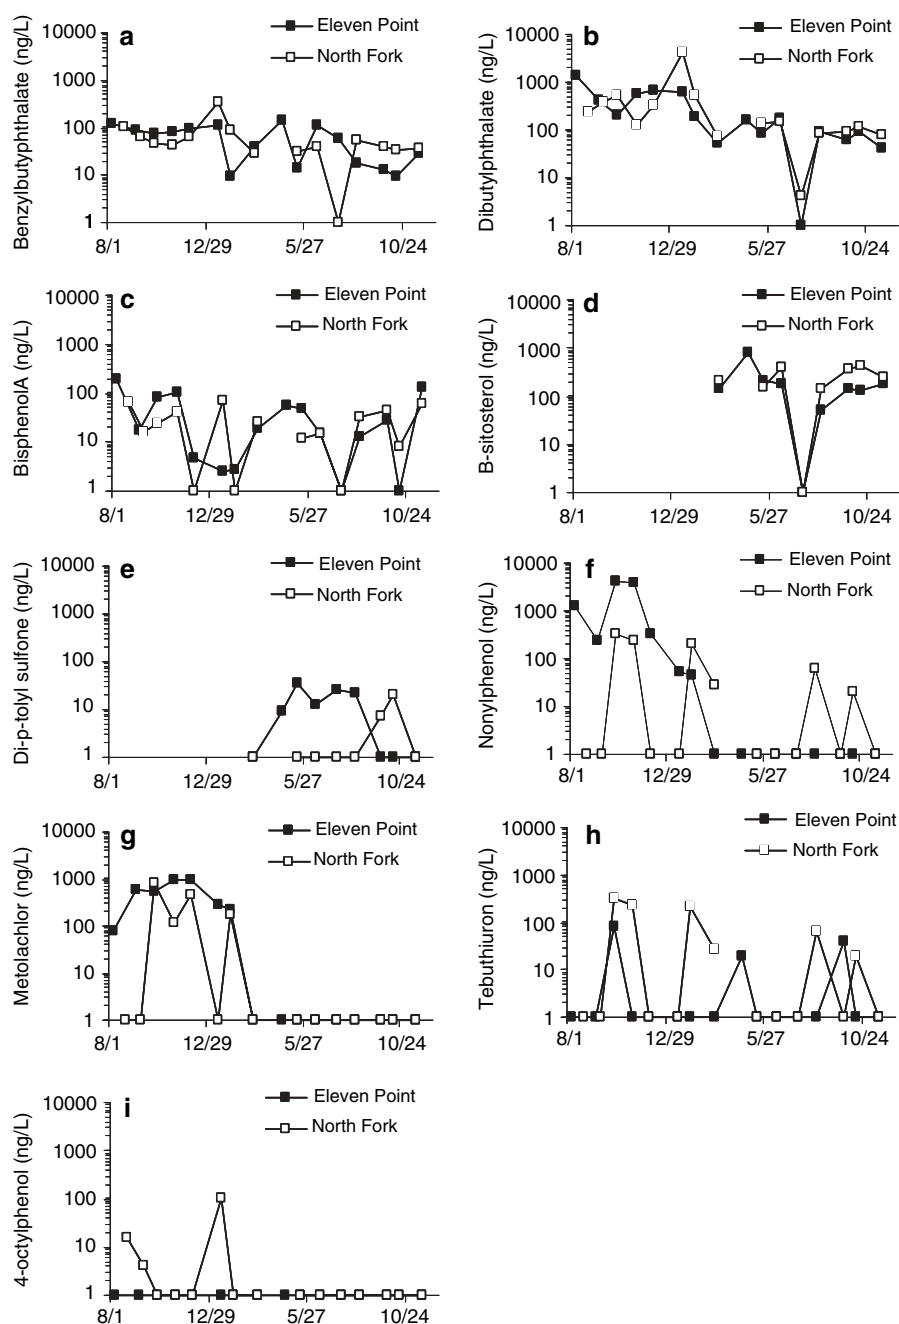 a
Eleven Point
North Fork
Benzylbutyphthalate (ng/L)
10000
1000
100
10
1
8/1 12/29 5/27 10/24
b
Eleven Point
North Fork
Dibutylphthalate (ng/L)
10000
1000
100
10
1
8/1 12/29 5/27 10/24
c
Eleven Point
North Fork
BisphenolA (ng/L)
10000
1000
100
10
1
8/1 12/29 5/27 10/24
d
Eleven Point
North Fork
B-sitosterol (ng/L)
10000
1000
100
10
1
8/1 12/29 5/27 10/24
e
Eleven Point
North Fork
Di-p-tolyl sulfone (ng/L)
10000
1000
100
10
1
8/1 12/29 5/27 10/24
f
Eleven Point
North Fork
Nonylphenol (ng/L)
10000
1000
100
10
1
8/1 12/29 5/27 10/24
g
Eleven Point
North Fork
Metolachlor (ng/L)
10000
1000
100
10
1
8/1 12/29 5/27 10/24
h
Eleven Point
North Fork
Tebuthiuron (ng/L)
10000
1000
100
10
1
8/1 12/29 5/27 10/24
i
Eleven Point
North Fork
4-octylphenol (ng/L)
10000
1000
100
10
1
8/1 12/29 5/27 10/24